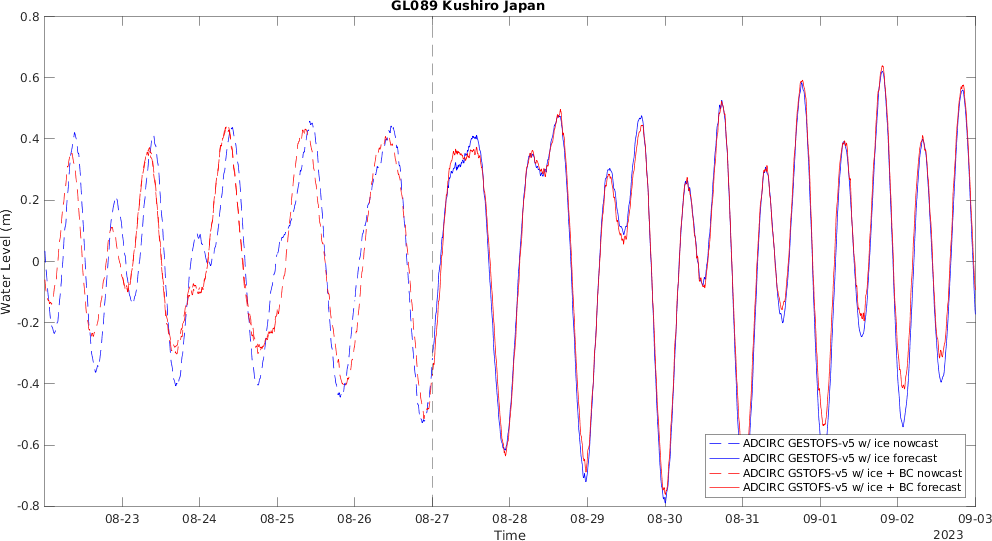 GL089 Kushiro Japan
0.8
0.6
0.4
0.2
0
-0.2
-0.4
-0.6
-0.8
Water Level (m)
ADCIRC GESTOFS-v5 w/ ice nowcast
ADCIRC GESTOFS-v5 w/ ice forecast
ADCIRC GSTOFS-v5 w/ ice + BC nowcast
ADCIRC GSTOFS-v5 w/ ice + BC forecast
08-23 08-24 08-25 08-26 08-27 08-28 08-29 08-30 08-31 09-01 09-02 09-03
Time
2023